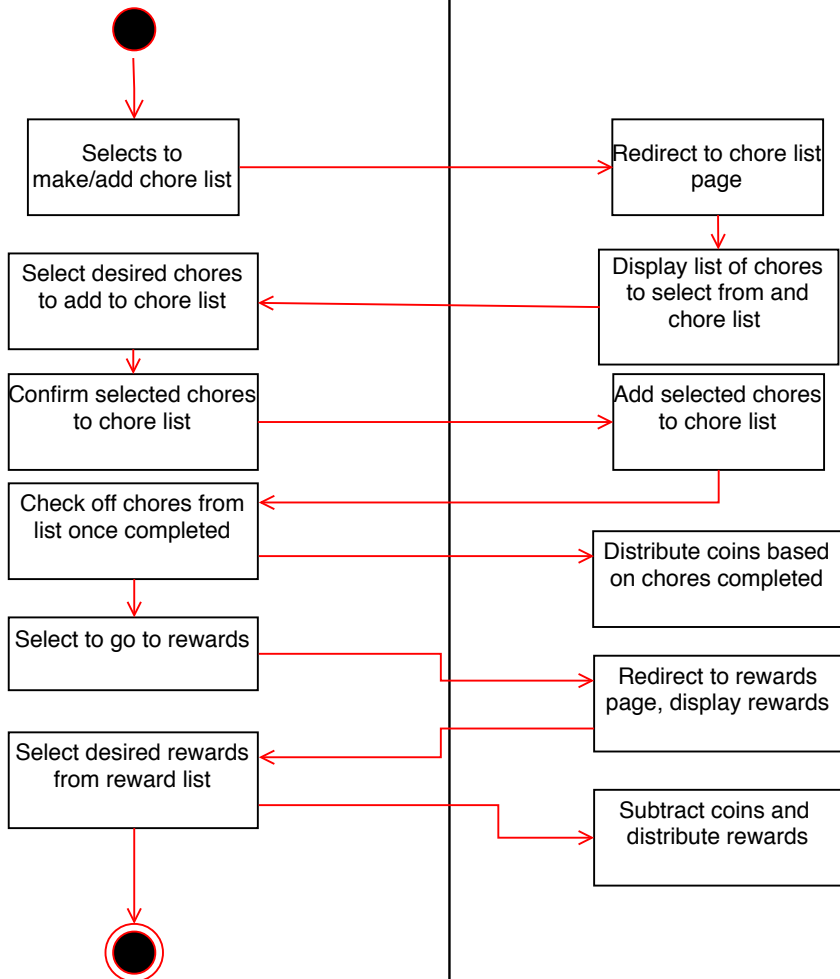 Selects to
make/add chore list
Redirect to chore list
page
Select desired chores
to add to chore list
Display list of chores
to select from and
chore list
Confirm selected chores
to chore list
Add selected chores
to chore list
Check off chores from
list once completed
Distribute coins based
on chores completed
Select to go to rewards
Redirect to rewards
page, display rewards
Select desired rewards
from reward list
Subtract coins and
distribute rewards